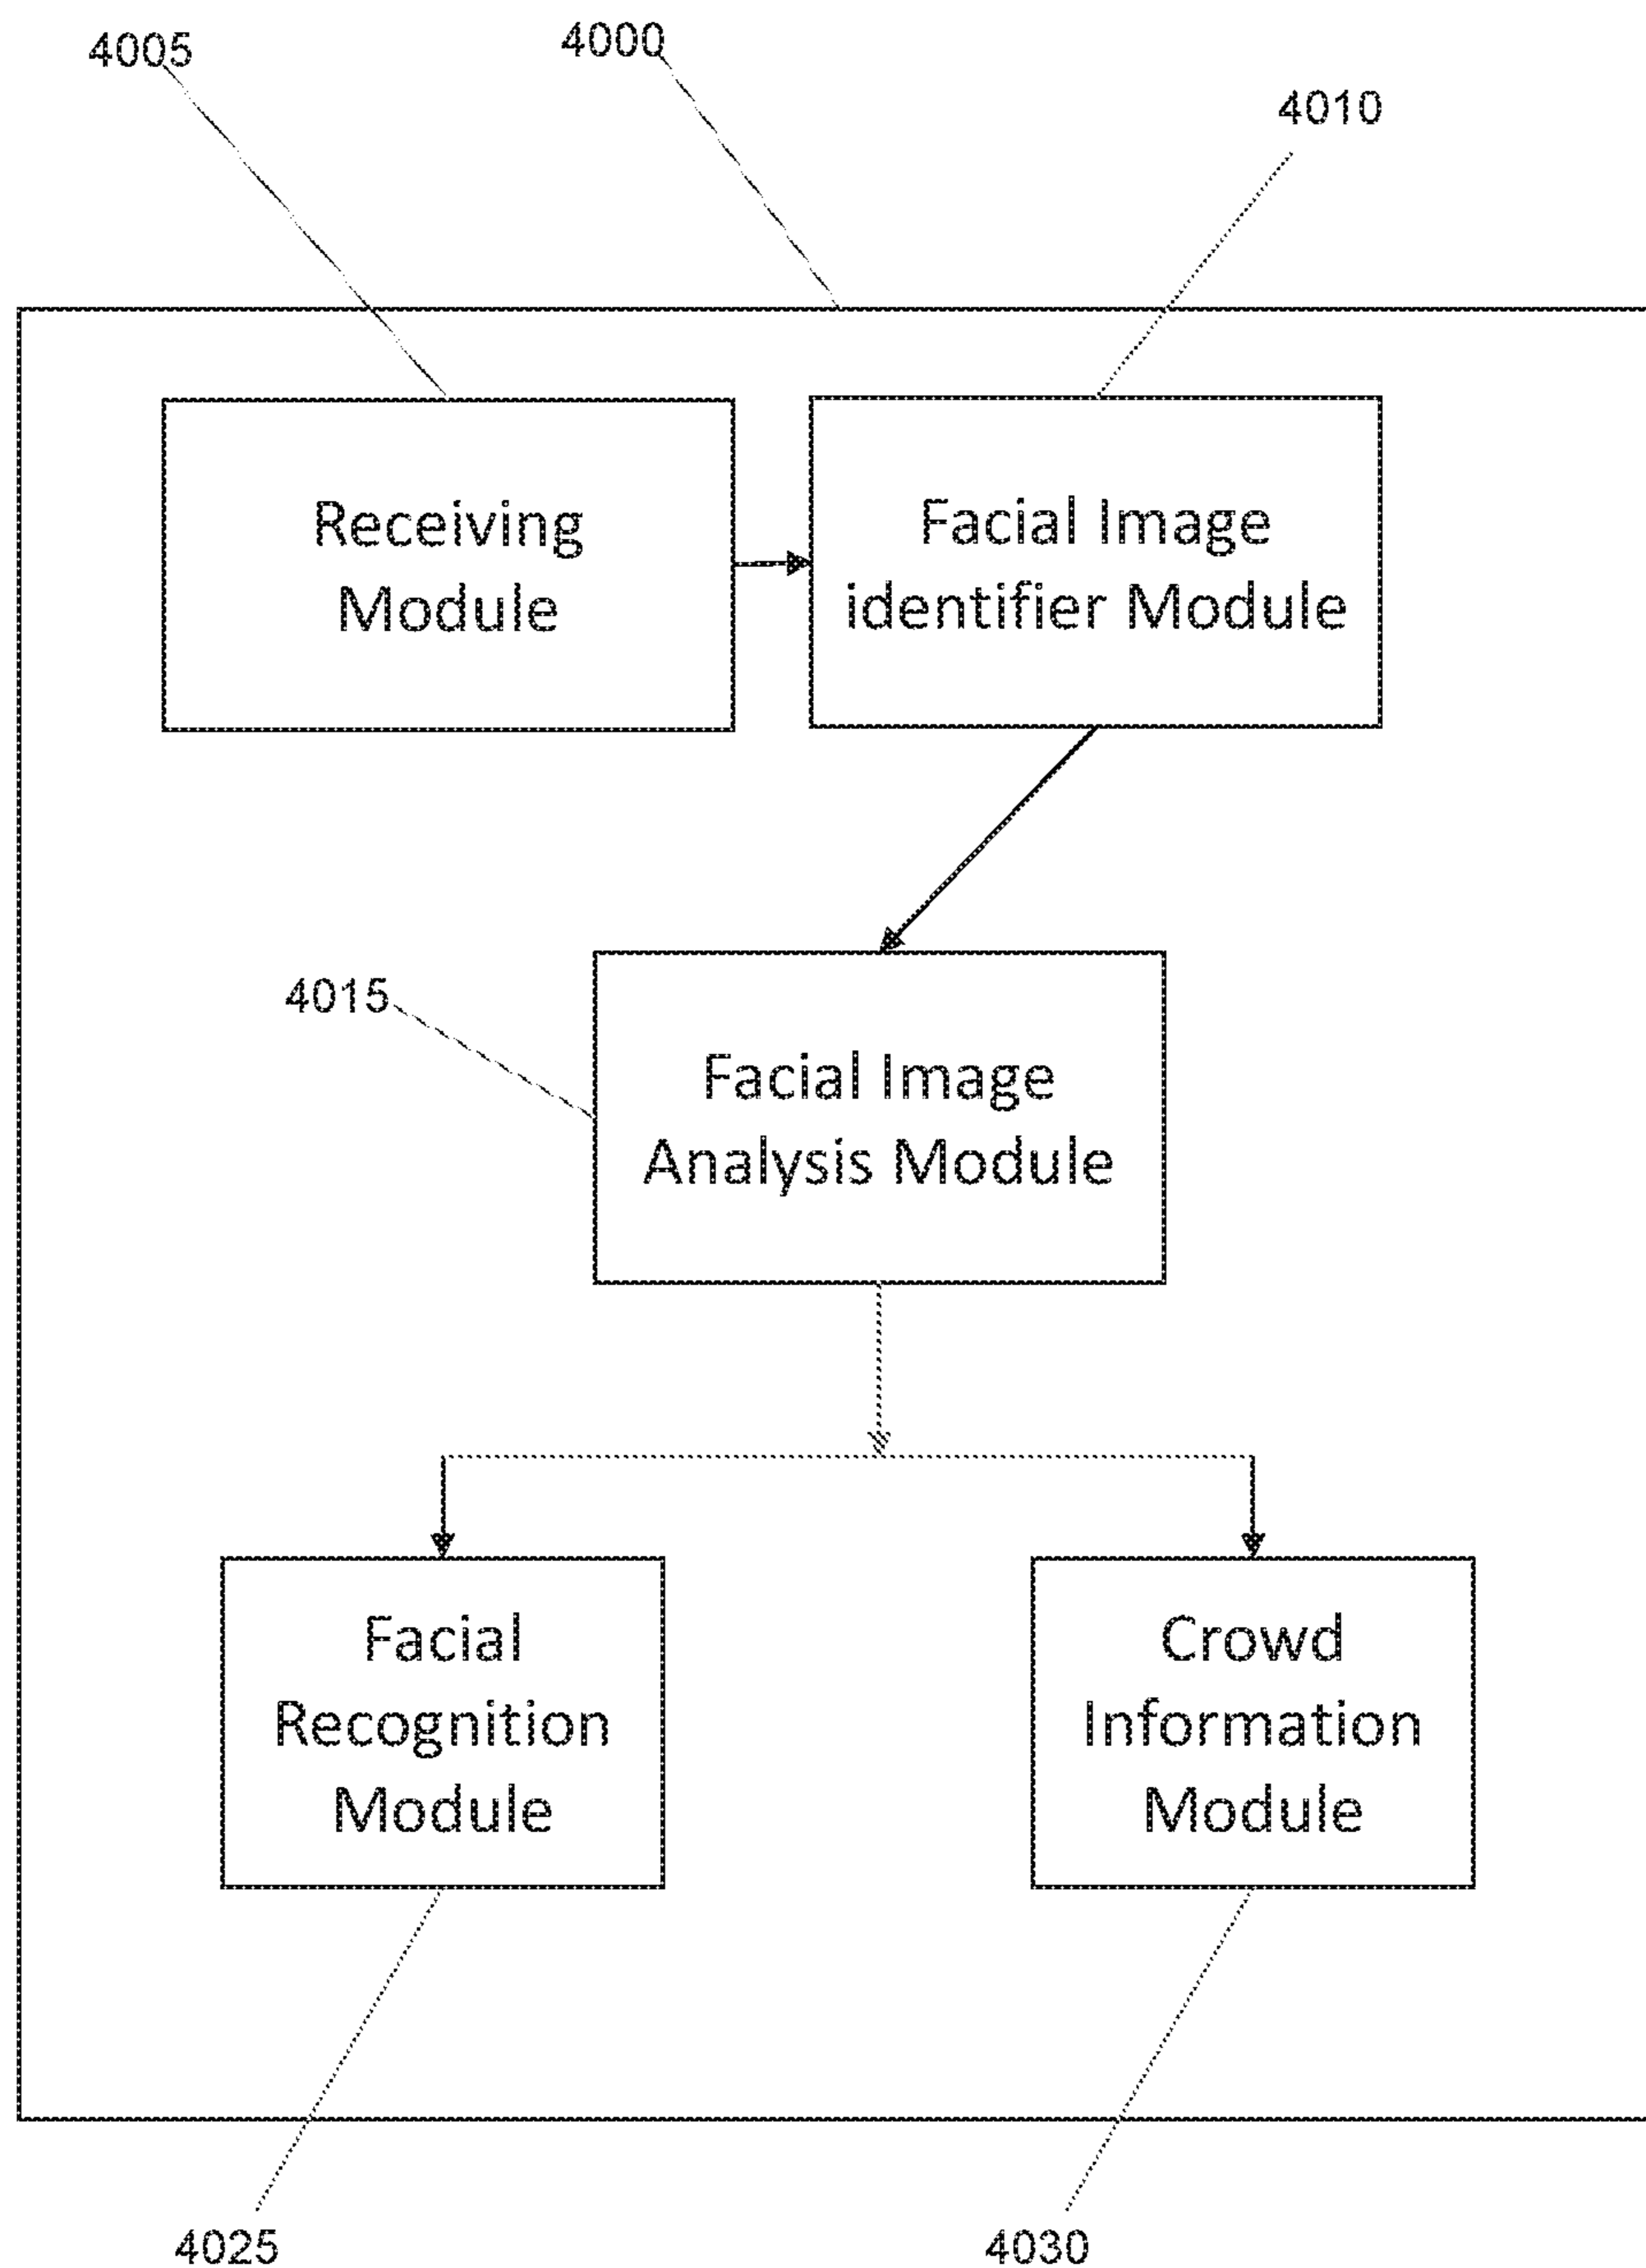 4005
4000
4010
Receiving
Module
Facial Image
identifier Module
4015
Facial Image
Analysis Module
Facial
Recognition
Module
Crowd
Information
Module
4025
4030